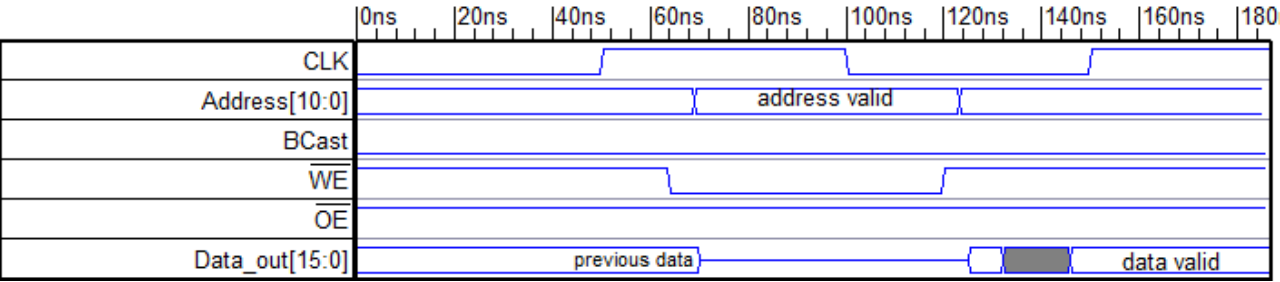 0ns 20ns 40ns 60ns 80ns 100ns 120ns 140ns 160ns 180
CLK
Address[10:0] address valid
BCast
WE
OE
Data_out[15:0] previous data data valid